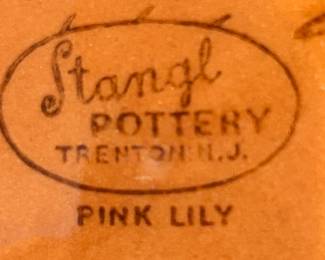 Stangl
POTTERY
TRENTON N.J.
PINK LILY